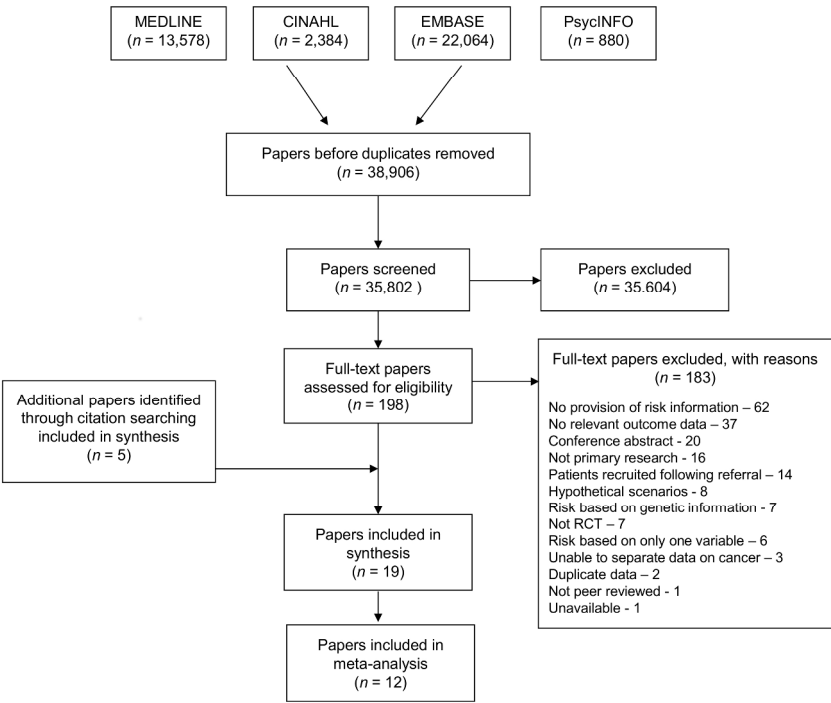 MEDLINE
(n = 13,578)
CINAHL
(n = 2,384)
EMBASE
(n = 22,064)
PsycINFO
(n = 880)
Papers before duplicates removed
(n = 38,906)
Papers screened
(n = 35,802 )
Papers excluded
(n = 35,604)
Full-text papers
assessed for eligibility
(n = 198)
Full-text papers excluded, with reasons
(n = 183)
No provision of risk information – 62
No relevant outcome data – 37
Conference abstract - 20
Not primary research - 16
Patients recruited following referral – 14
Hypothetical scenarios - 8
Risk based on genetic information - 7
Not RCT – 7
Risk based on only one variable – 6
Unable to separate data on cancer – 3
Duplicate data – 2
Not peer reviewed - 1
Unavailable - 1
Additional papers identified
through citation searching
included in synthesis
(n = 5)
Papers included in
synthesis
(n = 19)
Papers included in
meta-analysis
(n = 12)